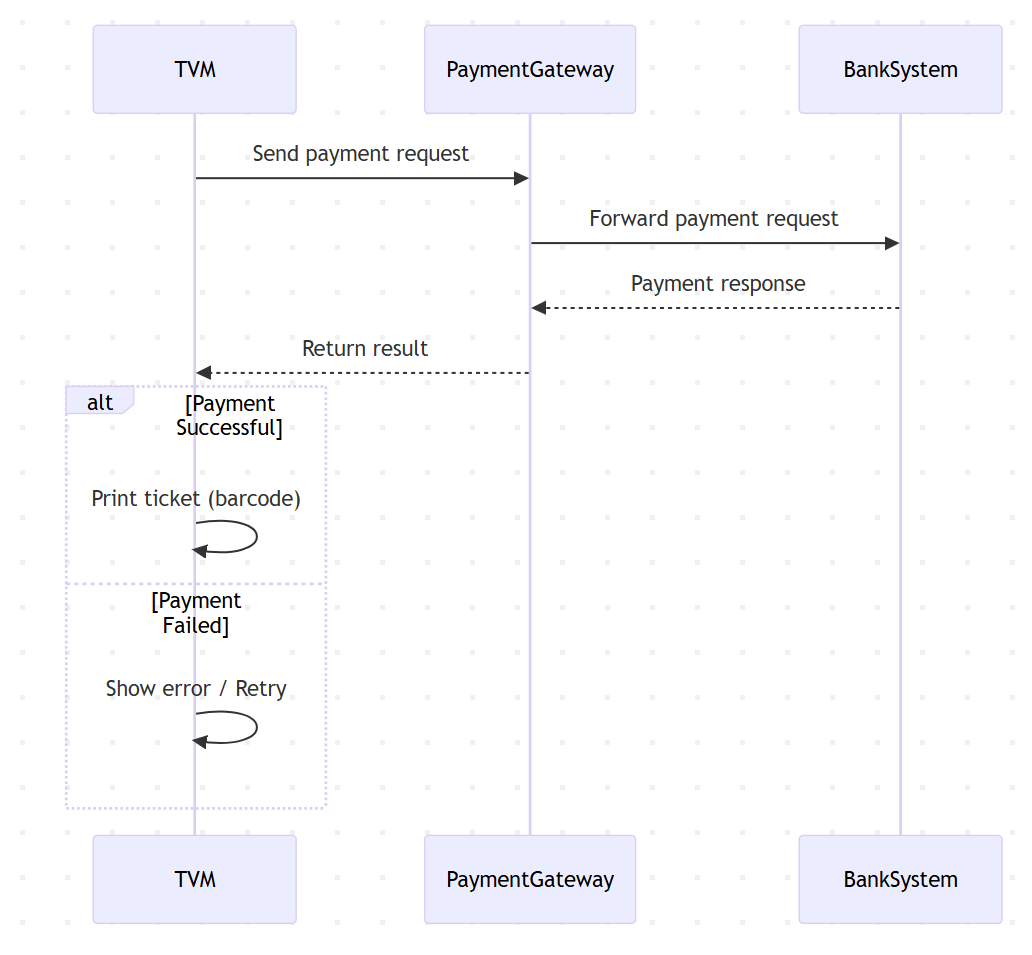 TVM
PaymentGateway
BankSystem
Send payment request
Forward payment request
Payment response
Return result
alt
[Payment
Successful]
Print ticket (barcode)
[Payment
Failed]
Show error / Retry
TVM
PaymentGateway
BankSystem